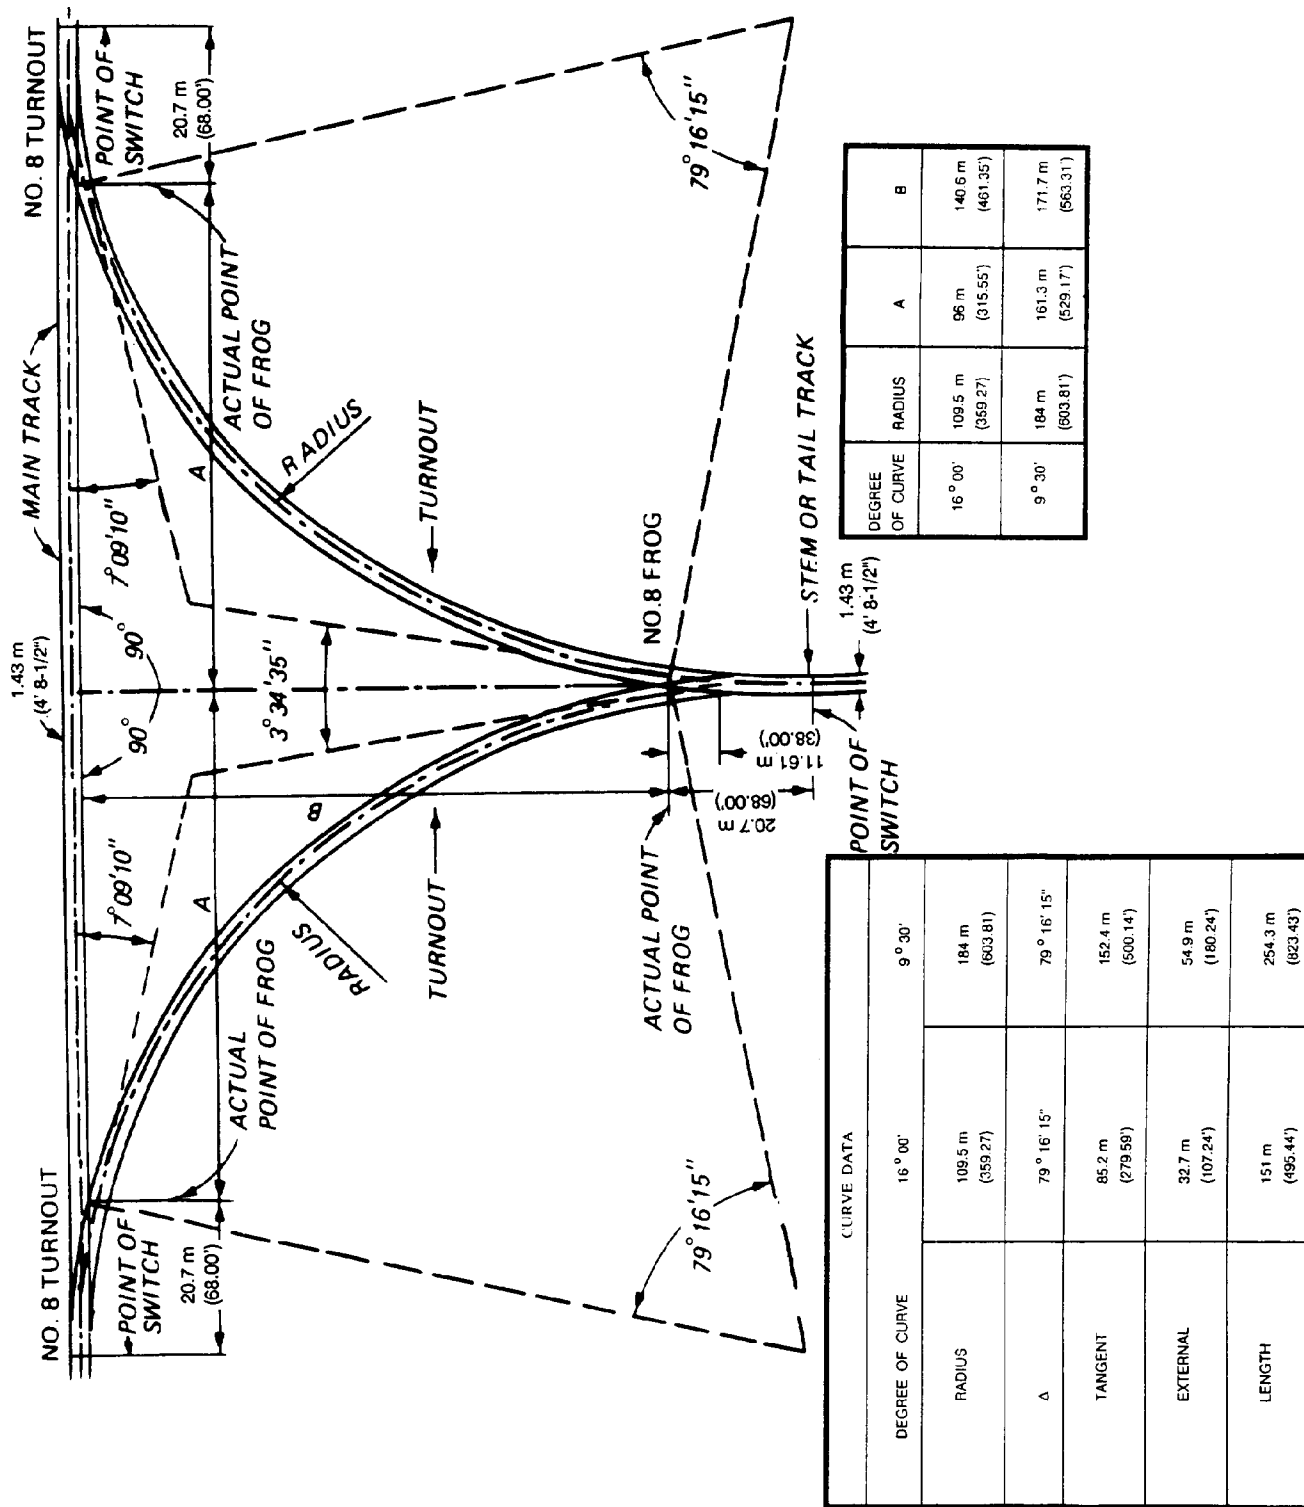 NO. 8 TURNOUT
POINT OF
SWITCH
20.7 m
(68.00')
ACTUAL
POINT OF FROG
7° 09'10"
A
90°
1.43 m
(4' 8-1/2")
90°
MAIN TRACK
7° 09'10"
A
ACTUAL POINT
OF FROG
NO. 8 TURNOUT
POINT OF
SWITCH
20.7 m
(68.00')
3° 34'35"
B
RADIUS
RADIUS
TURNOUT
TURNOUT
79° 16'15"
79° 16'15"
ACTUAL POINT
OF FROG
NO.8 FROG
11.61 m
(38.00')
20.7 m
(68.00')
POINT OF
SWITCH
STEM OR TAIL TRACK
1.43 m
(4' 8-1/2")
CURVE DATA
DEGREE OF CURVE 16° 00' 9° 30'
RADIUS 109.5 m (359.27) 184 m (603.81)
Δ 79° 16' 15" 79° 16' 15"
TANGENT 85.2 m (279.59') 152.4 m (500.14')
EXTERNAL 32.7 m (107.24') 54.9 m (180.24')
LENGTH 151 m (495.44') 254.3 m (823.43')
DEGREE OF CURVE RADIUS A B
16° 00' 109.5 m (359.27) 96 m (315.55') 140.6 m (461.35')
9° 30' 184 m (603.81') 161.3 m (529.17') 171.7 m (563.31')